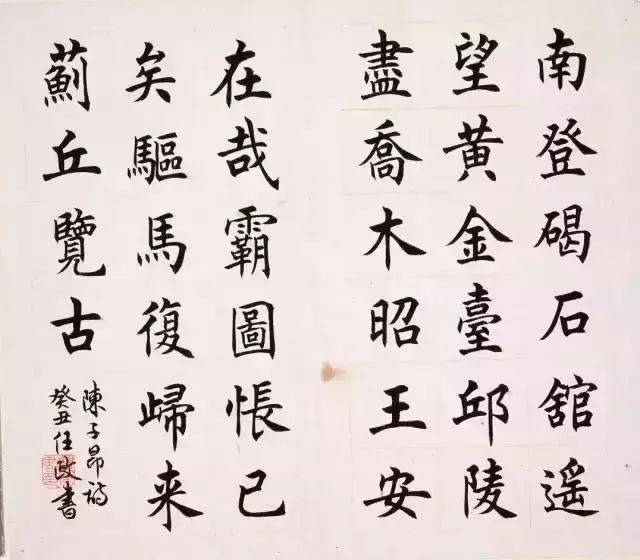 南登碣石舘遥
望黄金臺邱陵
盡喬木昭王安
在哉霸圖悵已
矣驅馬復歸来
薊丘覽古
陳子昂詩
癸丑任政書